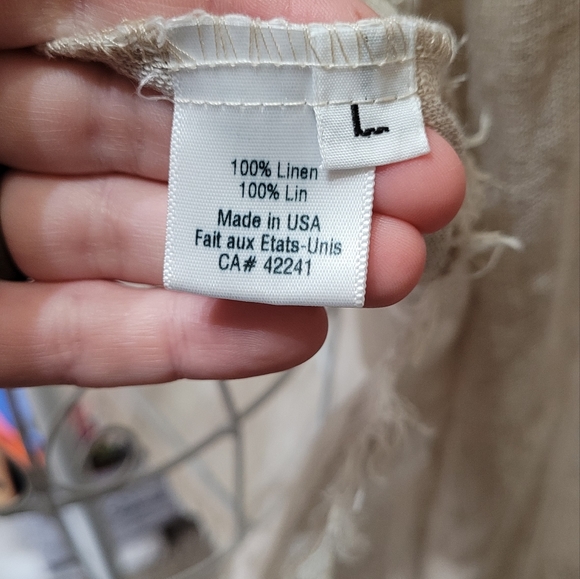 L
100% Linen
100% Lin
Made in USA
Fait aux Etats-Unis
CA# 42241